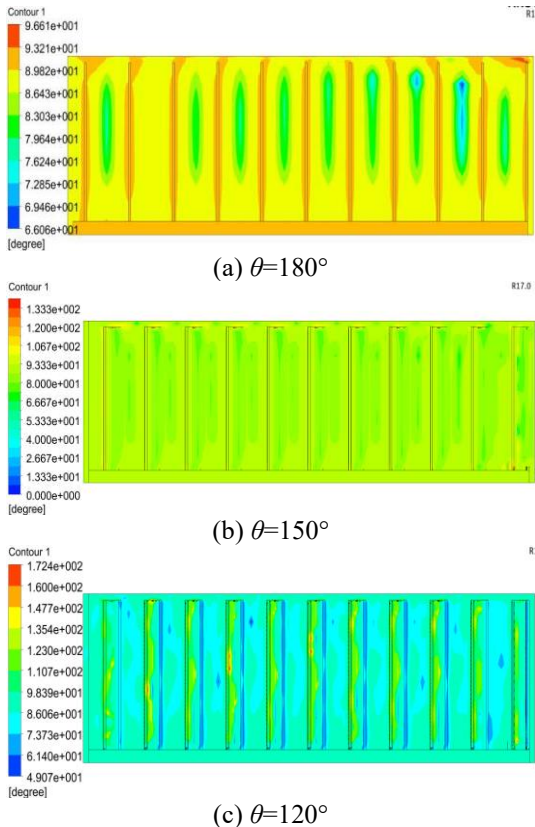 Contour 1
R1
9.661e+001
9.321e+001
8.982e+001
8.643e+001
8.303e+001
7.964e+001
7.624e+001
7.285e+001
6.946e+001
6.606e+001
[degree]
(a) θ=180°
Contour 1
R17.0
1.333e+002
1.200e+002
1.067e+002
9.333e+001
8.000e+001
6.667e+001
5.333e+001
4.000e+001
2.667e+001
1.333e+001
0.000e+000
[degree]
(b) θ=150°
Contour 1
R
1.724e+002
1.600e+002
1.477e+002
1.354e+002
1.230e+002
1.107e+002
9.839e+001
8.606e+001
7.373e+001
6.140e+001
4.907e+001
[degree]
(c) θ=120°